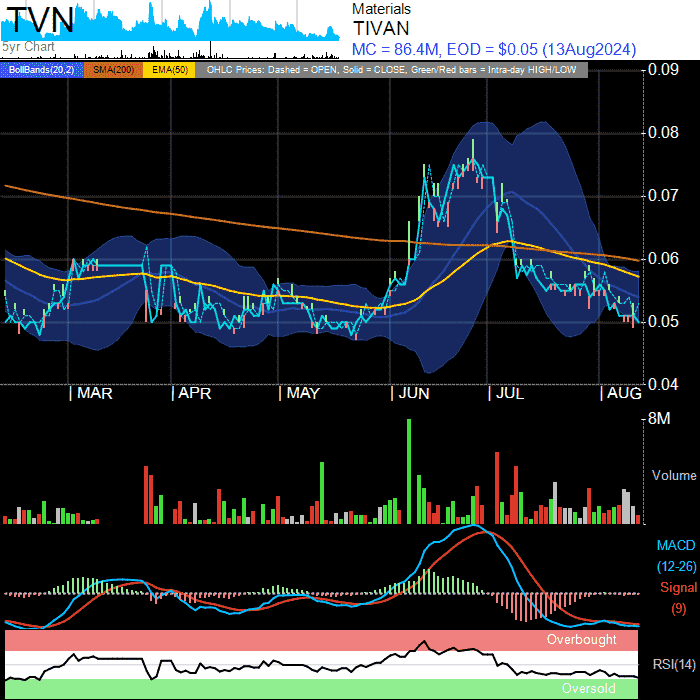 TVN
5yr Chart
Materials
TIVAN
MC = 86.4M, EOD = $0.05 (13Aug2024)
BollBands(20,2) SMA(200) EMA(50) OHLC Prices: Dashed = OPEN, Solid = CLOSE, Green/Red bars = Intra-day HIGH/LOW
0.09
0.08
0.07
0.06
0.05
0.04
| MAR | APR | MAY | JUN | JUL | AUG
8M
Volume
MACD
(12-26)
Signal
(9)
Overbought
RSI(14)
Oversold